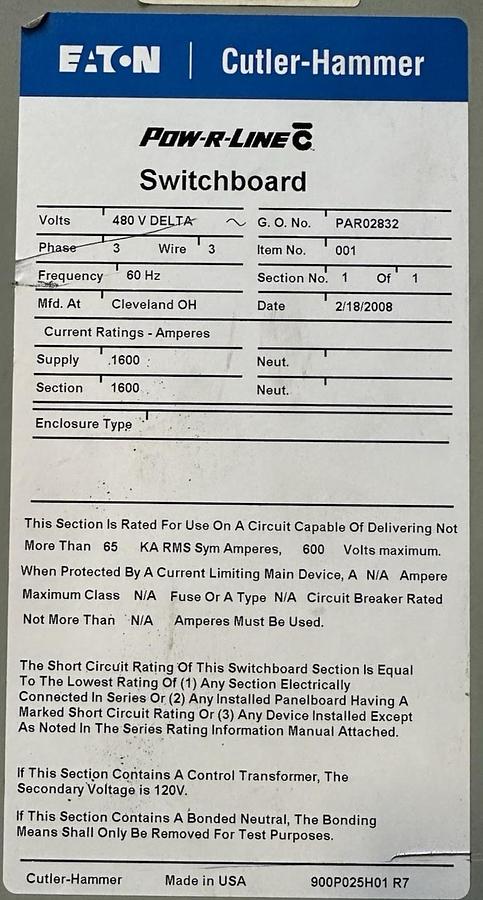 EATON | Cutler-Hammer
POW-R-LINE C
Switchboard
Volts 480 V DELTA ~ G. O. No. PAR02832
Phase 3 Wire 3 Item No. 001
Frequency 60 Hz Section No. 1 Of 1
Mfd. At Cleveland OH Date 2/18/2008
Current Ratings - Amperes
Supply 1600 Neut.
Section 1600 Neut.
Enclosure Type
This Section Is Rated For Use On A Circuit Capable Of Delivering Not
More Than 65 KA RMS Sym Amperes, 600 Volts maximum.
When Protected By A Current Limiting Main Device, A N/A Ampere
Maximum Class N/A Fuse Or A Type N/A Circuit Breaker Rated
Not More Than N/A Amperes Must Be Used.
The Short Circuit Rating Of This Switchboard Section Is Equal
To The Lowest Rating Of (1) Any Section Electrically
Connected In Series Or (2) Any Installed Panelboard Having A
Marked Short Circuit Rating Or (3) Any Device Installed Except
As Noted In The Series Rating Information Manual Attached.
If This Section Contains A Control Transformer, The
Secondary Voltage is 120V.
If This Section Contains A Bonded Neutral, The Bonding
Means Shall Only Be Removed For Test Purposes.
Cutler-Hammer Made in USA 900P025H01 R7